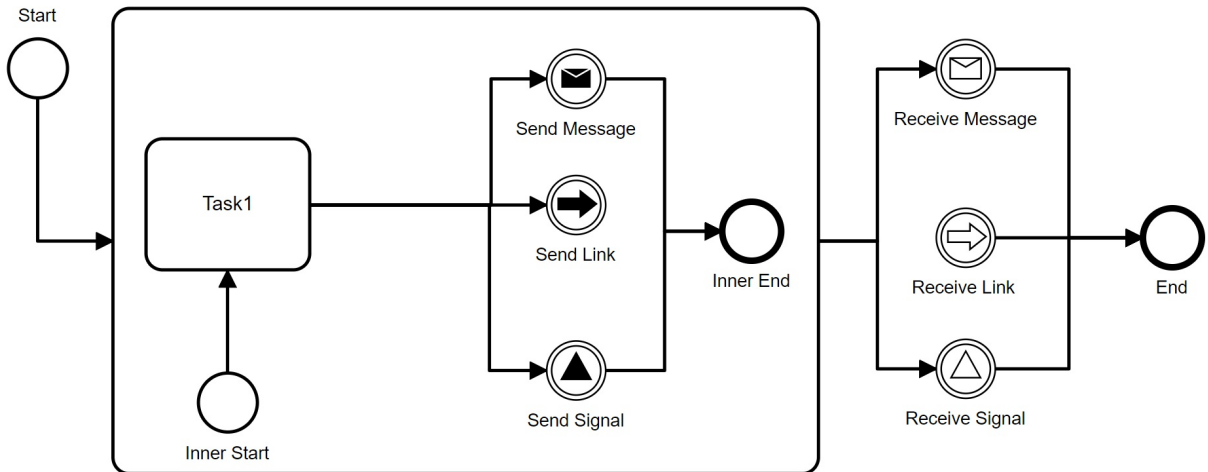 Start
Task1
Inner Start
Send Message
Send Link
Send Signal
Inner End
Receive Message
Receive Link
Receive Signal
End